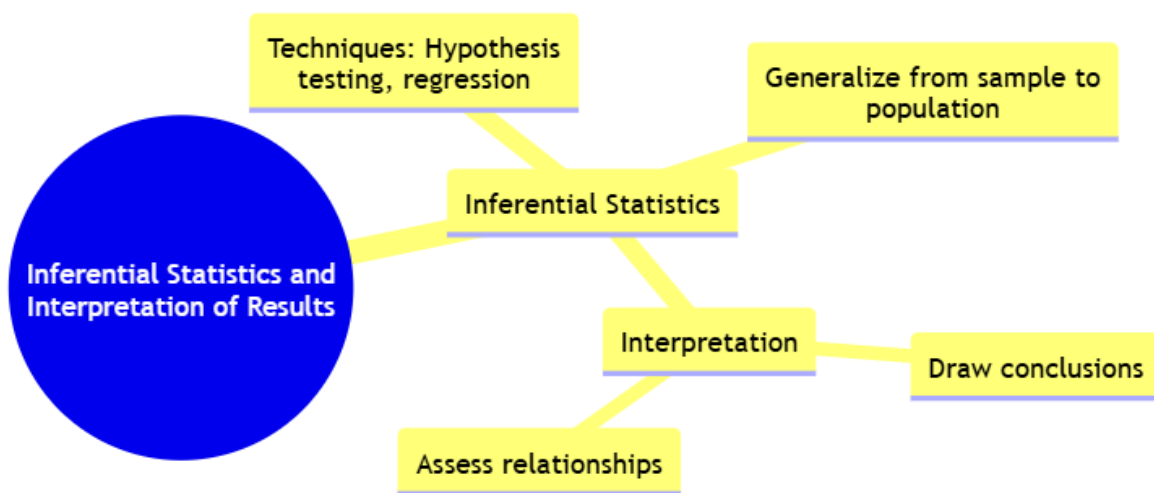 Techniques: Hypothesis
testing, regression
Generalize from sample to
population
Inferential Statistics
Inferential Statistics and
Interpretation of Results
Interpretation
Draw conclusions
Assess relationships